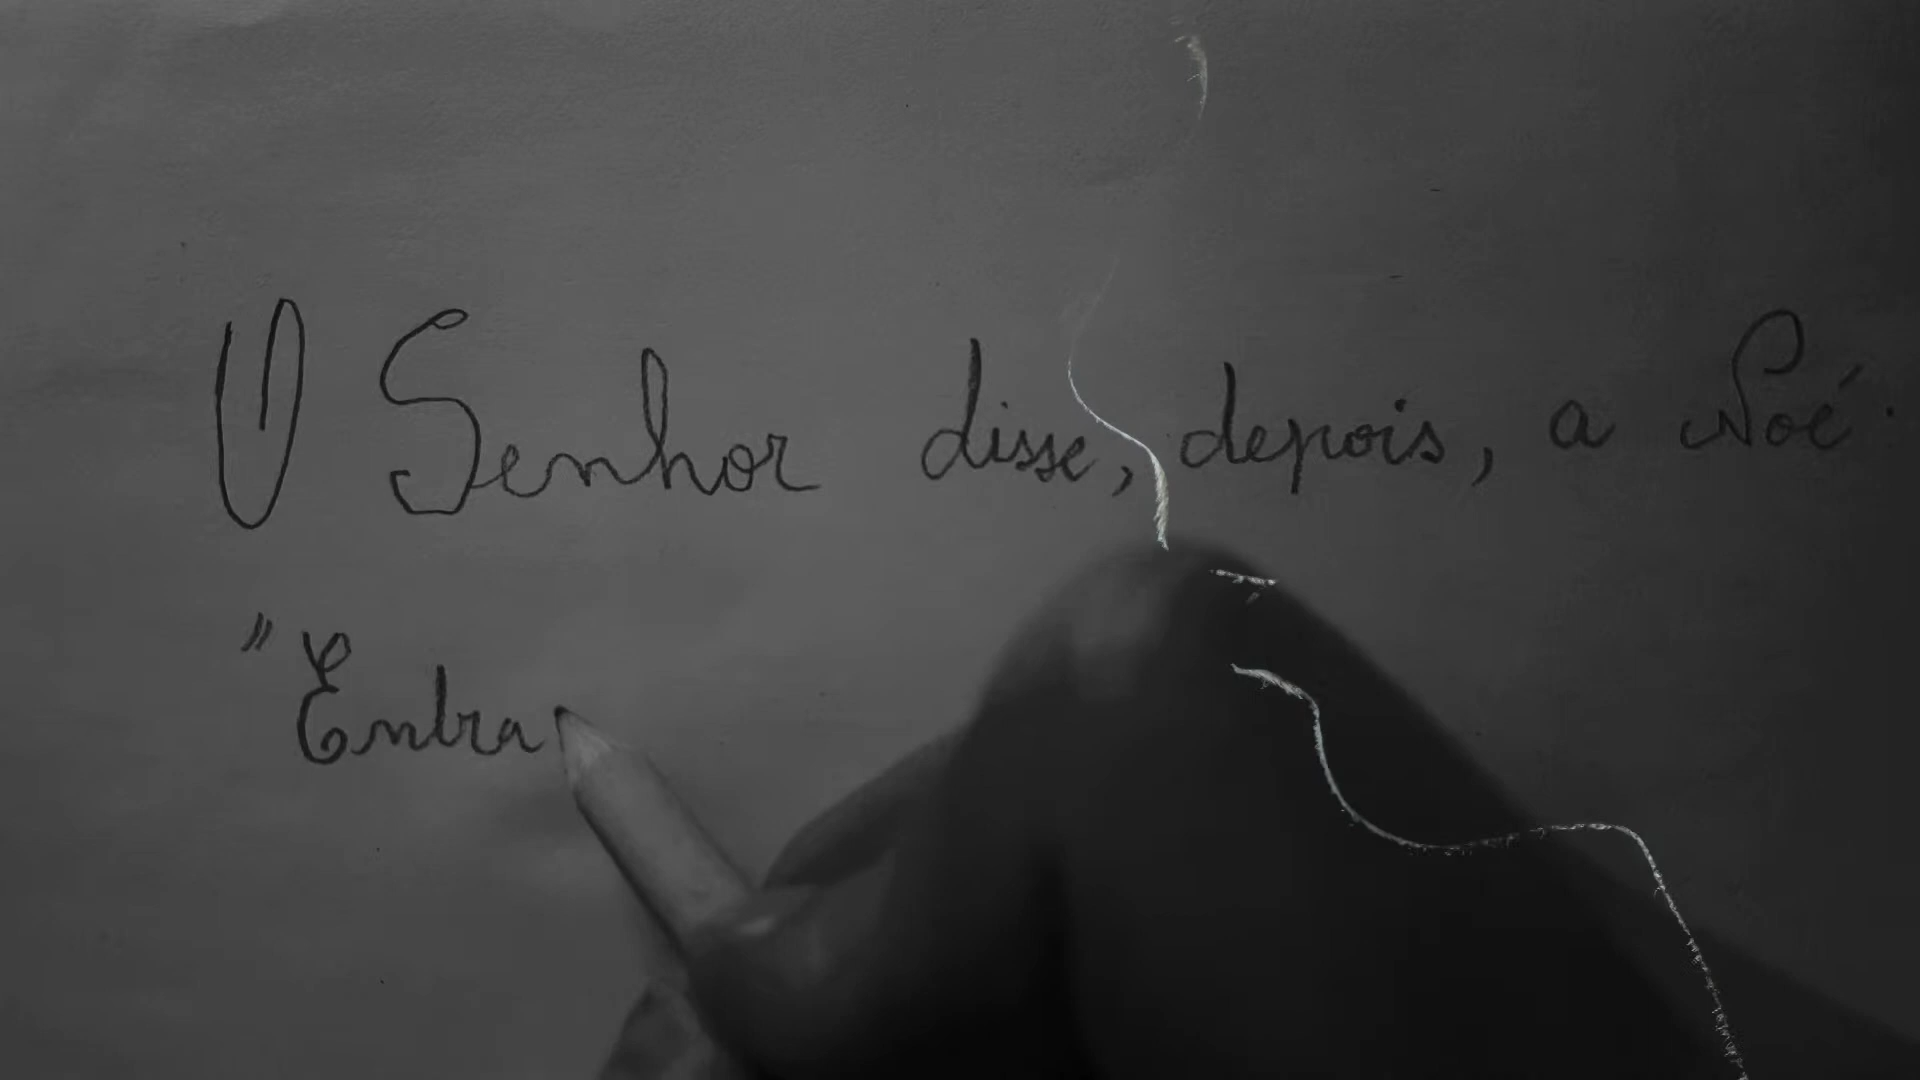 O Senhor disse, depois, a Noé.
"Entra